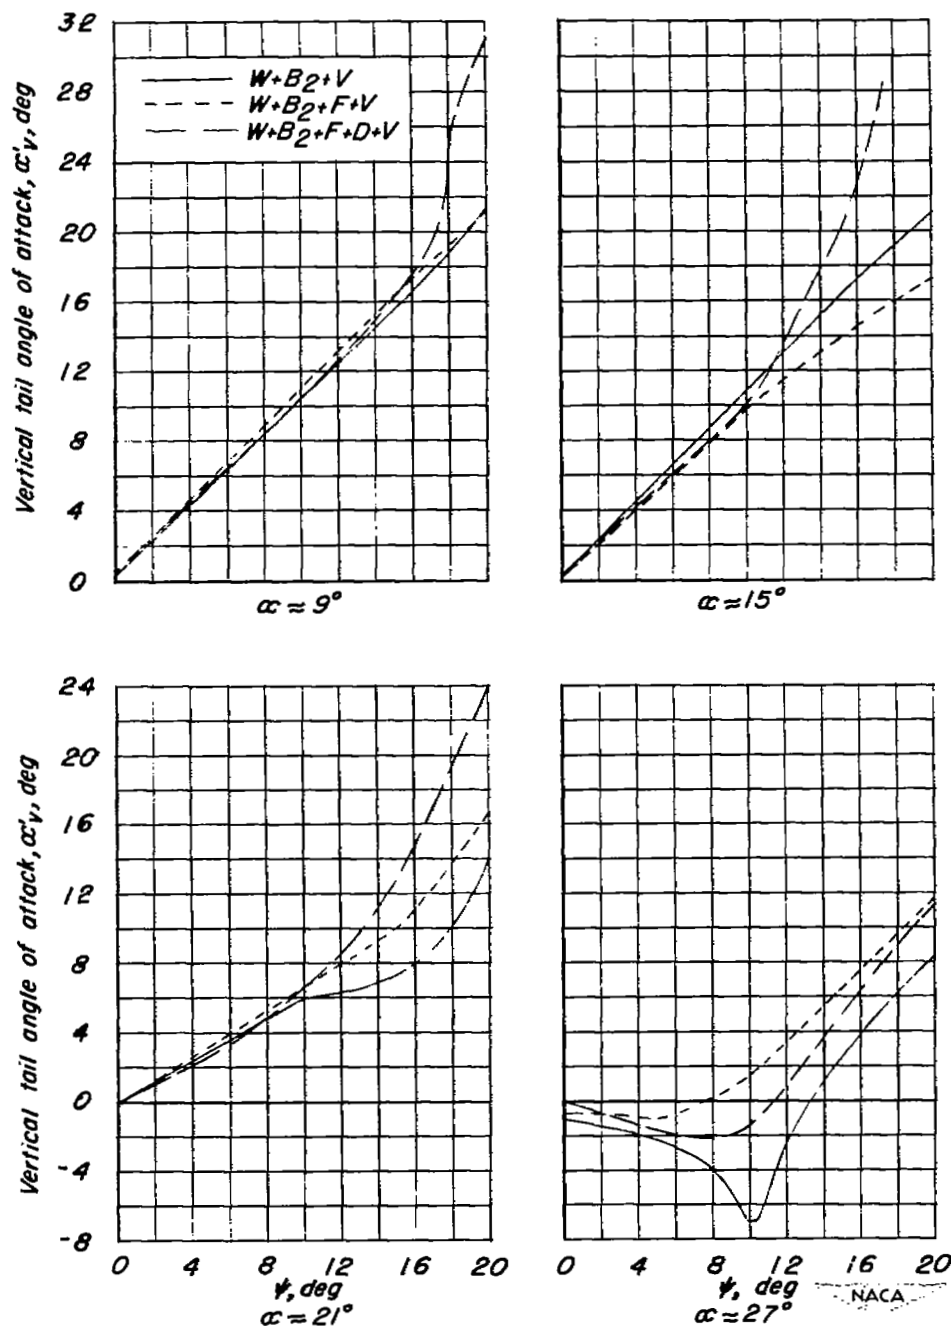 32
28
24
20
16
12
8
4
0
Vertical tail angle of attack, α′v, deg
W+B2+V
W+B2+F+V
W+B2+F+D+V
α≈9°
α≈15°
24
20
16
12
8
4
0
-4
-8
Vertical tail angle of attack, α′v, deg
0 4 8 12 16 20
ψ, deg
α≈21°
0 4 8 12 16 20
ψ, deg
α≈27°
NACA